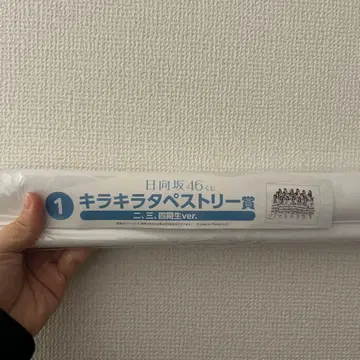 日向坂46くじ
1 キラキラタペストリー賞
二、三、四期生ver.